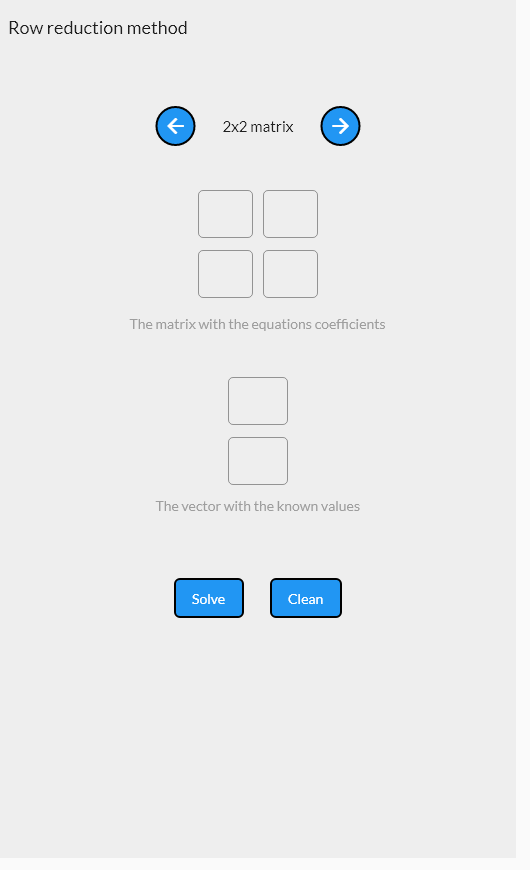 Row reduction method
2x2 matrix
The matrix with the equations coefficients
The vector with the known values
Solve
Clean